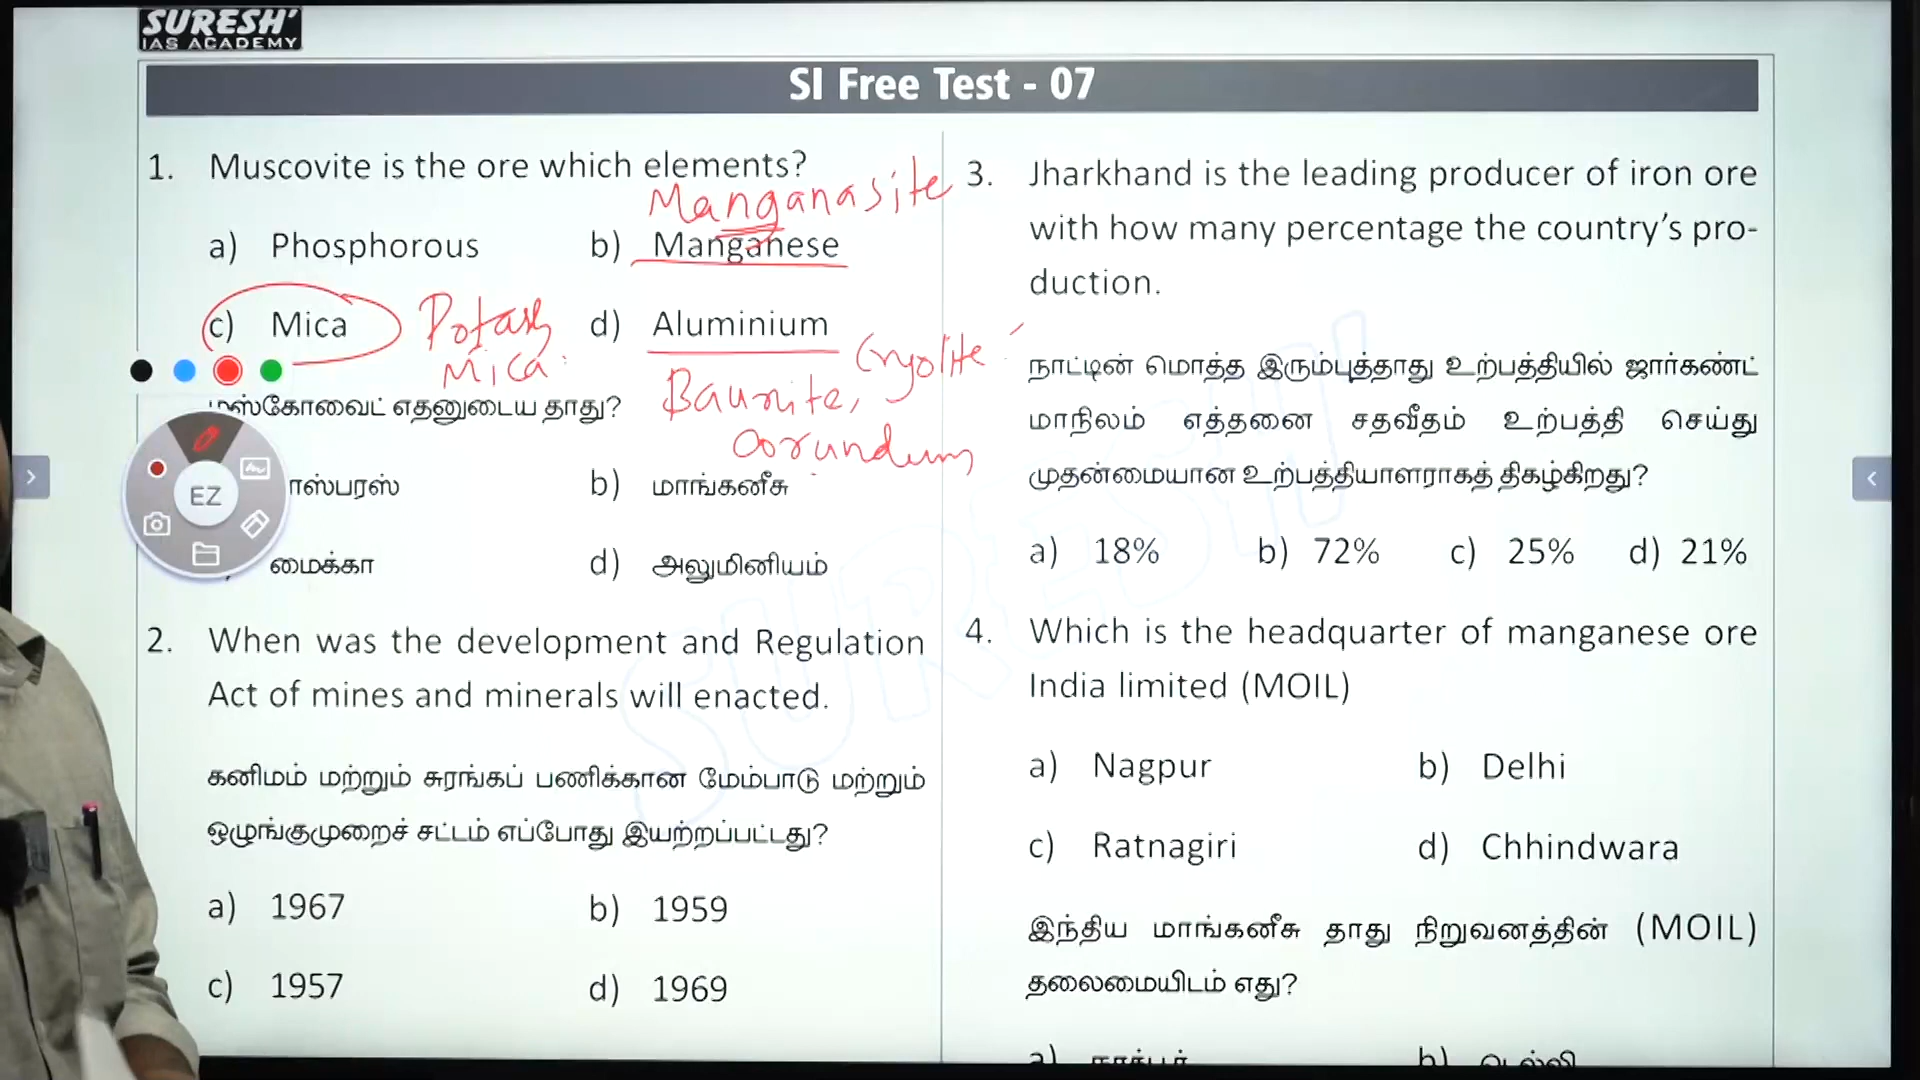 SURESH'
IAS ACADEMY
SI Free Test - 07
1. Muscovite is the ore which elements?
Manganasite
a) Phosphorous b) Manganese
c) Mica d) Aluminium
Potash
Mica
Cryolite
Bauxite,
Corundum
மஸ்கோவைட் எதனுடைய தாது?
ாஸ்பரஸ் b) மாங்கனீசு
மைக்கா d) அலுமினியம்
EZ
2. When was the development and Regulation
Act of mines and minerals will enacted.
கனிமம் மற்றும் சுரங்கப் பணிக்கான மேம்பாடு மற்றும்
ஒழுங்குமுறைச் சட்டம் எப்போது இயற்றப்பட்டது?
a) 1967 b) 1959
c) 1957 d) 1969
3. Jharkhand is the leading producer of iron ore
with how many percentage the country's pro-
duction.
நாட்டின் மொத்த இரும்புத்தாது உற்பத்தியில் ஜார்கண்ட்
மாநிலம் எத்தனை சதவீதம் உற்பத்தி செய்து
முதன்மையான உற்பத்தியாளராகத் திகழ்கிறது?
a) 18% b) 72% c) 25% d) 21%
4. Which is the headquarter of manganese ore
India limited (MOIL)
a) Nagpur b) Delhi
c) Ratnagiri d) Chhindwara
இந்திய மாங்கனீசு தாது நிறுவனத்தின் (MOIL)
தலைமையிடம் எது?
a) நாக்பூர் b) டெல்லி
SURESH'